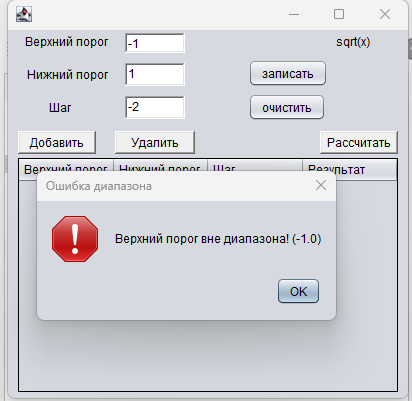 Верхний порог -1 sqrt(x)
Нижний порог 1 записать
Шаг -2 очистить
Добавить Удалить Рассчитать
Верхний порог Нижний порог Шаг Результат
Ошибка диапазона
Верхний порог вне диапазона! (-1.0)
OK